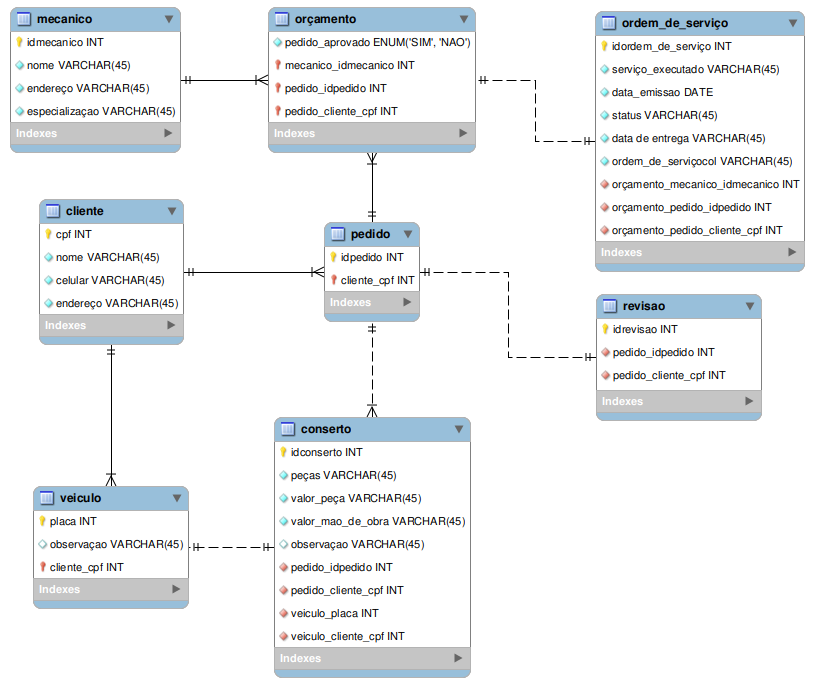 mecanico
idmecanico INT
nome VARCHAR(45)
endereço VARCHAR(45)
especializaçao VARCHAR(45)
Indexes
orçamento
pedido_aprovado ENUM('SIM', 'NAO')
mecanico_idmecanico INT
pedido_idpedido INT
pedido_cliente_cpf INT
Indexes
ordem_de_serviço
idordem_de_serviço INT
serviço_executado VARCHAR(45)
data_emissao DATE
status VARCHAR(45)
data de entrega VARCHAR(45)
ordem_de_serviçocol VARCHAR(45)
orçamento_mecanico_idmecanico INT
orçamento_pedido_idpedido INT
orçamento_pedido_cliente_cpf INT
Indexes
cliente
cpf INT
nome VARCHAR(45)
celular VARCHAR(45)
endereço VARCHAR(45)
Indexes
pedido
idpedido INT
cliente_cpf INT
Indexes
revisao
idrevisao INT
pedido_idpedido INT
pedido_cliente_cpf INT
Indexes
veiculo
placa INT
observaçao VARCHAR(45)
cliente_cpf INT
Indexes
conserto
idconserto INT
peças VARCHAR(45)
valor_peça VARCHAR(45)
valor_mao_de_obra VARCHAR(45)
observaçao VARCHAR(45)
pedido_idpedido INT
pedido_cliente_cpf INT
veiculo_placa INT
veiculo_cliente_cpf INT
Indexes